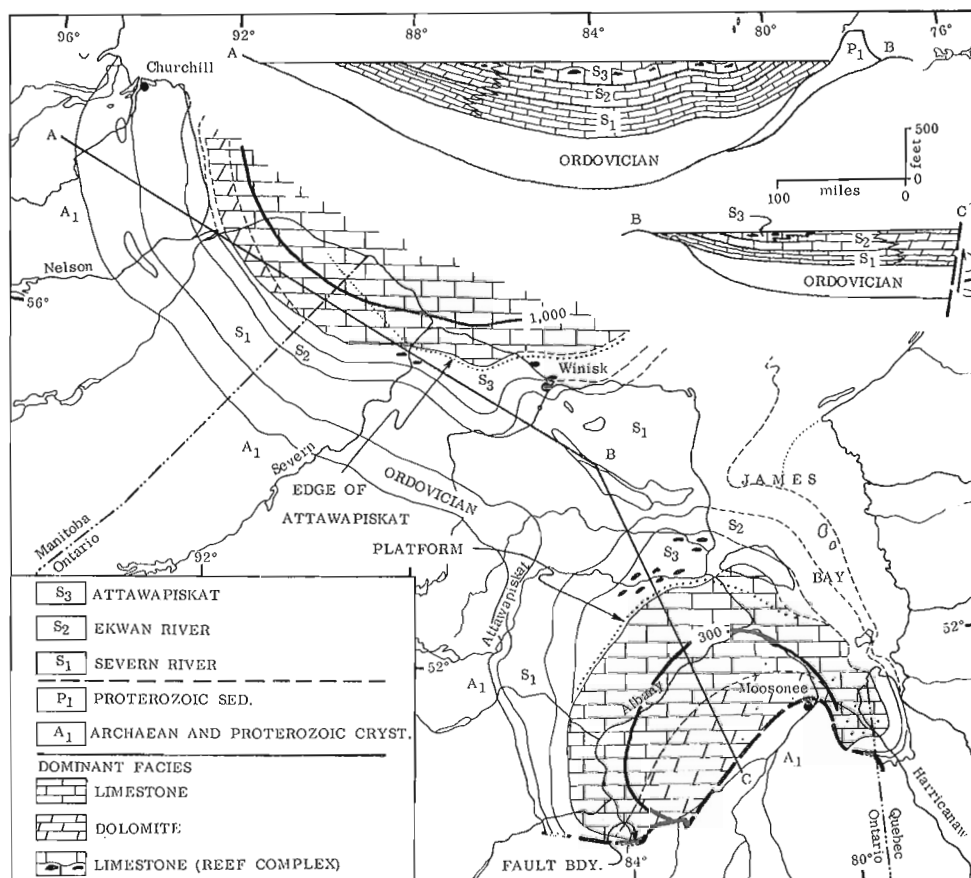 96°
92°
88°
84°
80°
76°
A
P1
B
Churchill
S3
S2
S1
ORDOVICIAN
500
feet
0
100
miles
0
A
A1
S3
B
C
S2
S1
ORDOVICIAN
Nelson
56°
1,000
S1
S2
S3
Winisk
S1
A1
Severn
B
JAMES
EDGE OF
ATTAWAPISKAT
ORDOVICIAN
Manitoba
Ontario
92°
PLATFORM
S2
S3
BAY
Attawapiskat
52°
52°
300
A1
S1
Albany
Moosonee
C
A1
Harricanaw
Quebec
Ontario
FAULT BDY.
84°
80°
S3 ATTAWAPISKAT
S2 EKWAN RIVER
S1 SEVERN RIVER
P1 PROTEROZOIC SED.
A1 ARCHAEAN AND PROTEROZOIC CRYST.
DOMINANT FACIES
LIMESTONE
DOLOMITE
LIMESTONE (REEF COMPLEX)